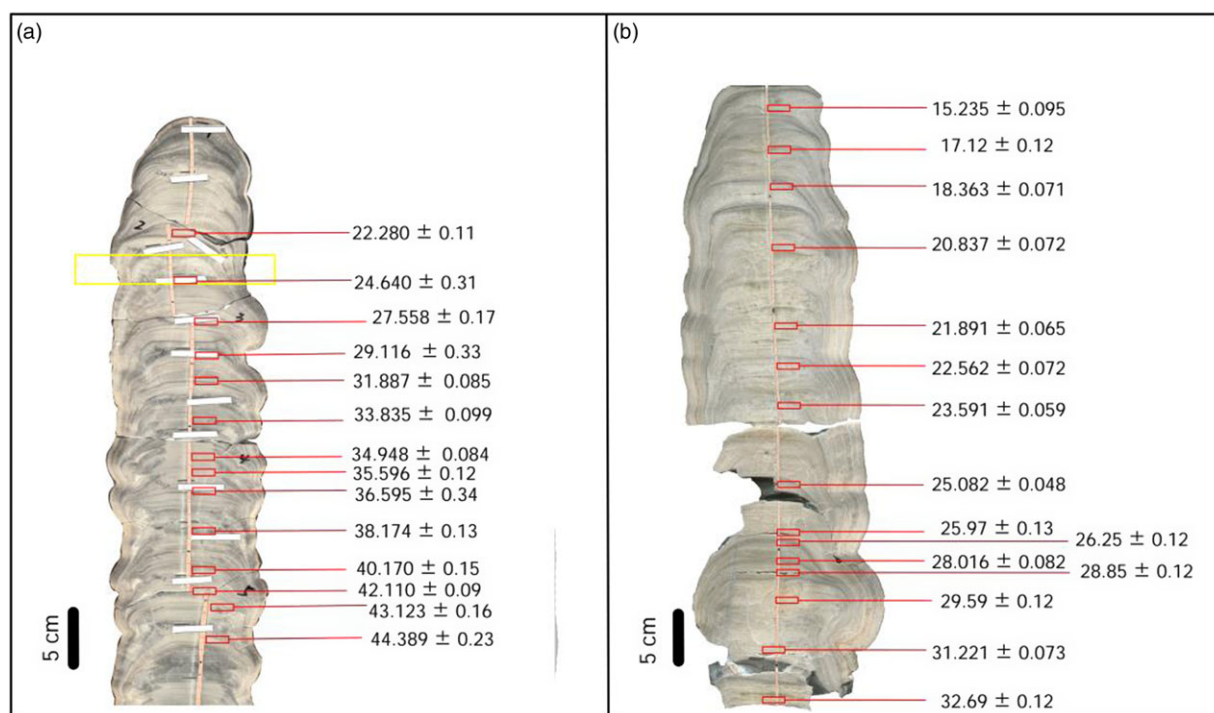 (a)
22.280 ± 0.11
24.640 ± 0.31
27.558 ± 0.17
29.116 ± 0.33
31.887 ± 0.085
33.835 ± 0.099
34.948 ± 0.084
35.596 ± 0.12
36.595 ± 0.34
38.174 ± 0.13
40.170 ± 0.15
42.110 ± 0.09
43.123 ± 0.16
44.389 ± 0.23
5 cm
2
3
4
(b)
15.235 ± 0.095
17.12 ± 0.12
18.363 ± 0.071
20.837 ± 0.072
21.891 ± 0.065
22.562 ± 0.072
23.591 ± 0.059
25.082 ± 0.048
25.97 ± 0.13
26.25 ± 0.12
28.016 ± 0.082
28.85 ± 0.12
29.59 ± 0.12
31.221 ± 0.073
32.69 ± 0.12
5 cm